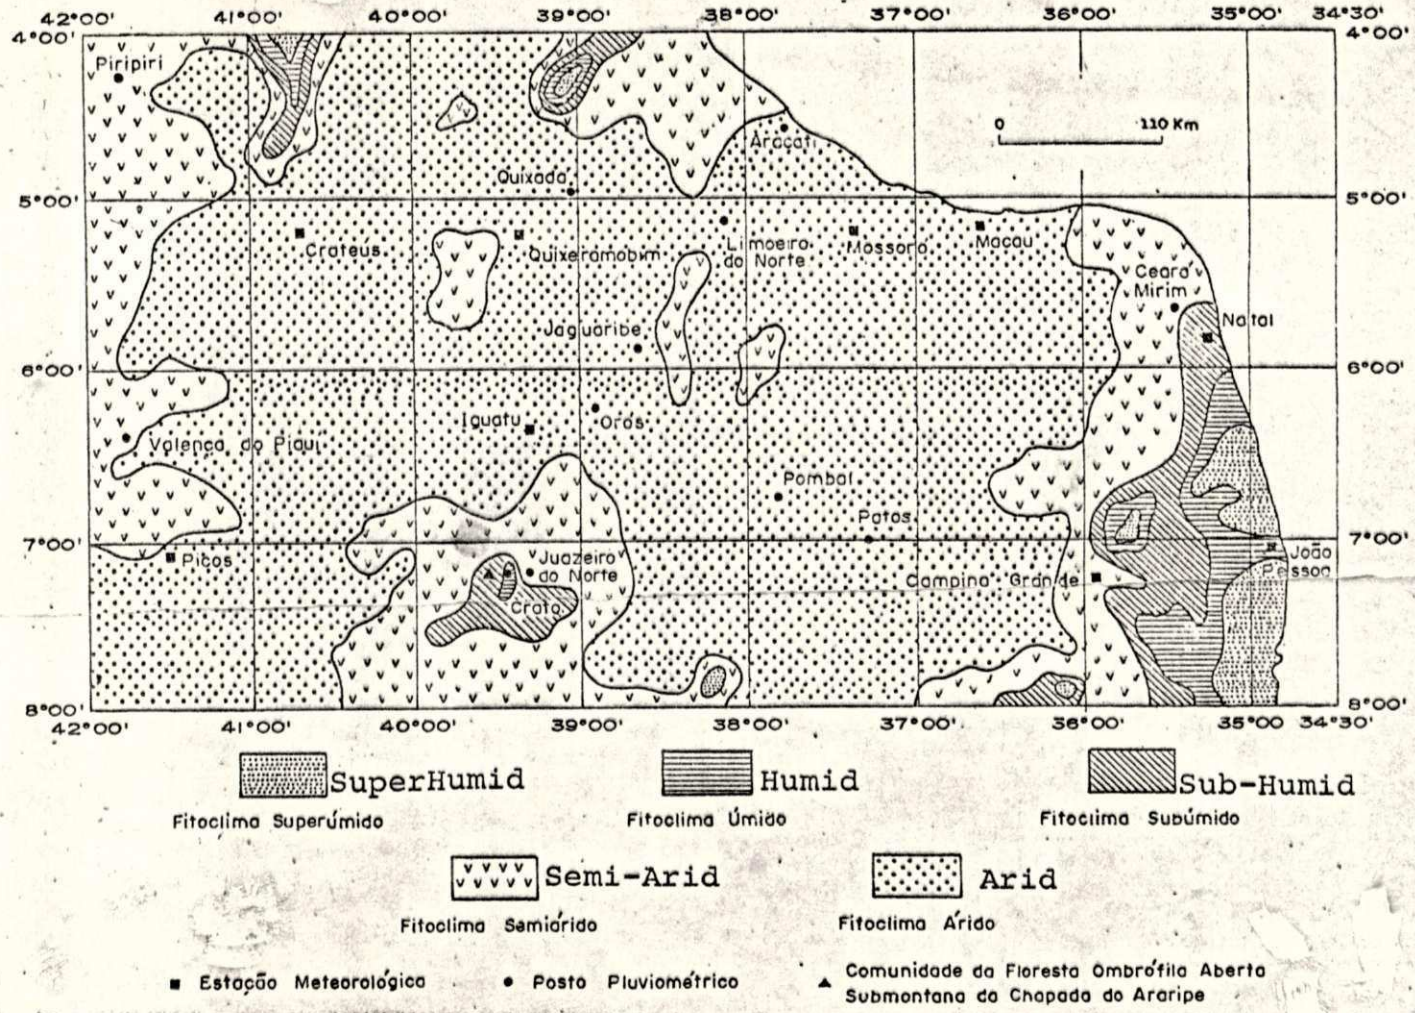 42°00' 41°00' 40°00' 39°00' 38°00' 37°00' 36°00' 35°00' 34°30'
4°00' 4°00'
Piripiri
0 110 Km
Aracati
Quixada
5°00' 5°00'
Crateus
Quixeramobim
Limoeiro
do Norte
Mossoro
Macau
Ceará
Mirim
Natal
Jaguaribe
6°00' 6°00'
Iguatu
Orós
Valença do Piauí
Pombal
Patos
7°00' 7°00'
Picos
Juazeiro
do Norte
Crato
Campina Grande
João
Pessoa
8°00' 8°00'
42°00' 41°00' 40°00' 39°00' 38°00' 37°00' 36°00' 35°00' 34°30'
SuperHumid Humid Sub-Humid
Fitoclima Superúmido Fitoclima Úmido Fitoclima Subúmido
Semi-Arid Arid
Fitoclima Semiárido Fitoclima Árido
Estação Meteorológica Posto Pluviométrico Comunidade da Floresta Ombrófila Aberta
Submontana da Chapada do Araripe